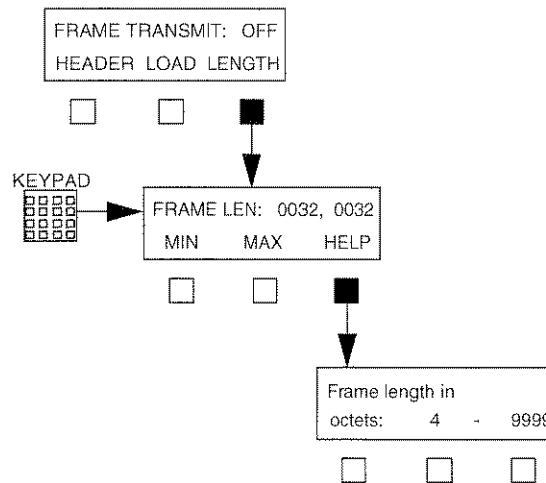 FRAME TRANSMIT: OFF
HEADER LOAD LENGTH
KEYPAD
FRAME LEN: 0032, 0032
MIN MAX HELP
Frame length in
octets: 4 - 9999